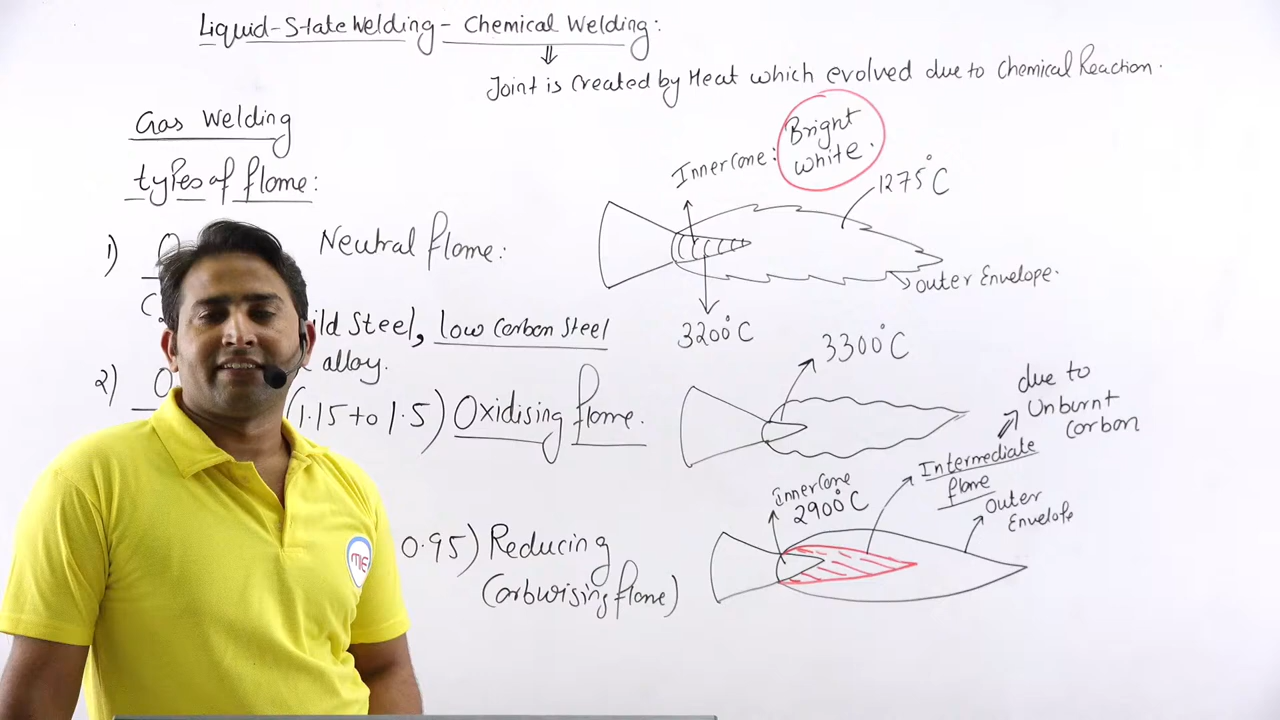 Liquid-State Welding - Chemical Welding:
Joint is Created by Heat which evolved due to Chemical Reaction.
Gas Welding
types of flame:
Inner Cone: Bright white.
1275°C
1)
Neutral flame:
outer Envelope.
3200°C
Steel, low Carbon Steel
alloy.
3300°C
2)
(1.15 to 1.5) Oxidising flame.
due to
Unburnt
Carbon
Intermediate
flame
inner Cone
2900°C
Outer
Envelope
0.95) Reducing
(Carburising flame)
ME